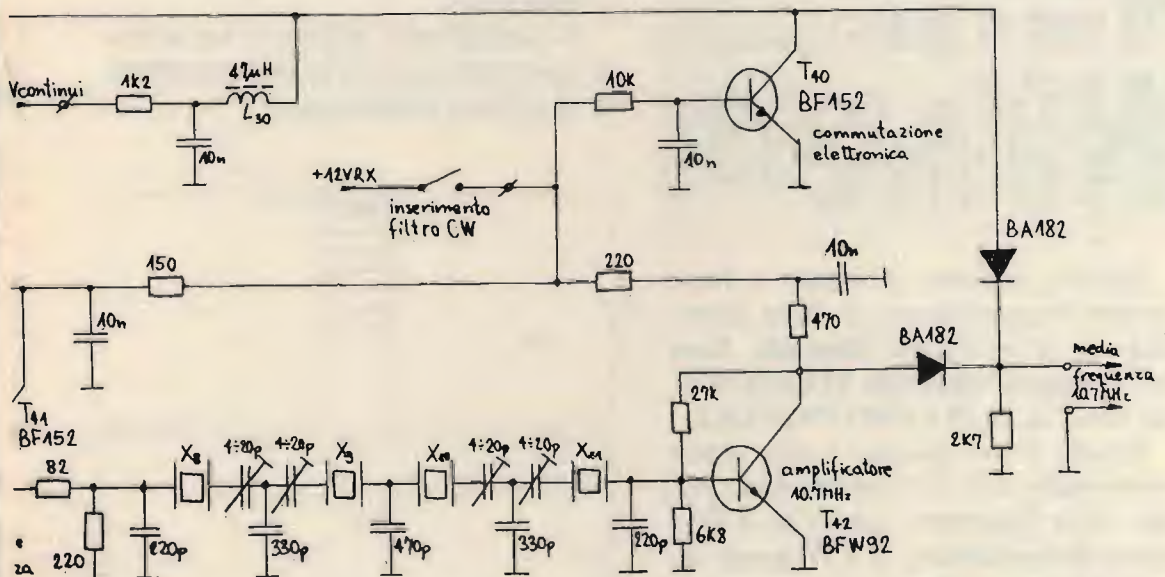 Vcontinui
1k2
47µH
L30
10n
10K
10n
T40
BF152
commutazione
elettronica
+12VRX
inserimento
filtro CW
BA182
150
220
10n
10n
470
BA182
media
frequenza
10.7MHz
27K
2K7
T41
BF152
82
X8
4÷20p
4÷20p
X9
X10
4÷20p
4÷20p
X11
amplificatore
10.7MHz
T42
BFW92
220
220p
330p
470p
330p
220p
6K8
e
za